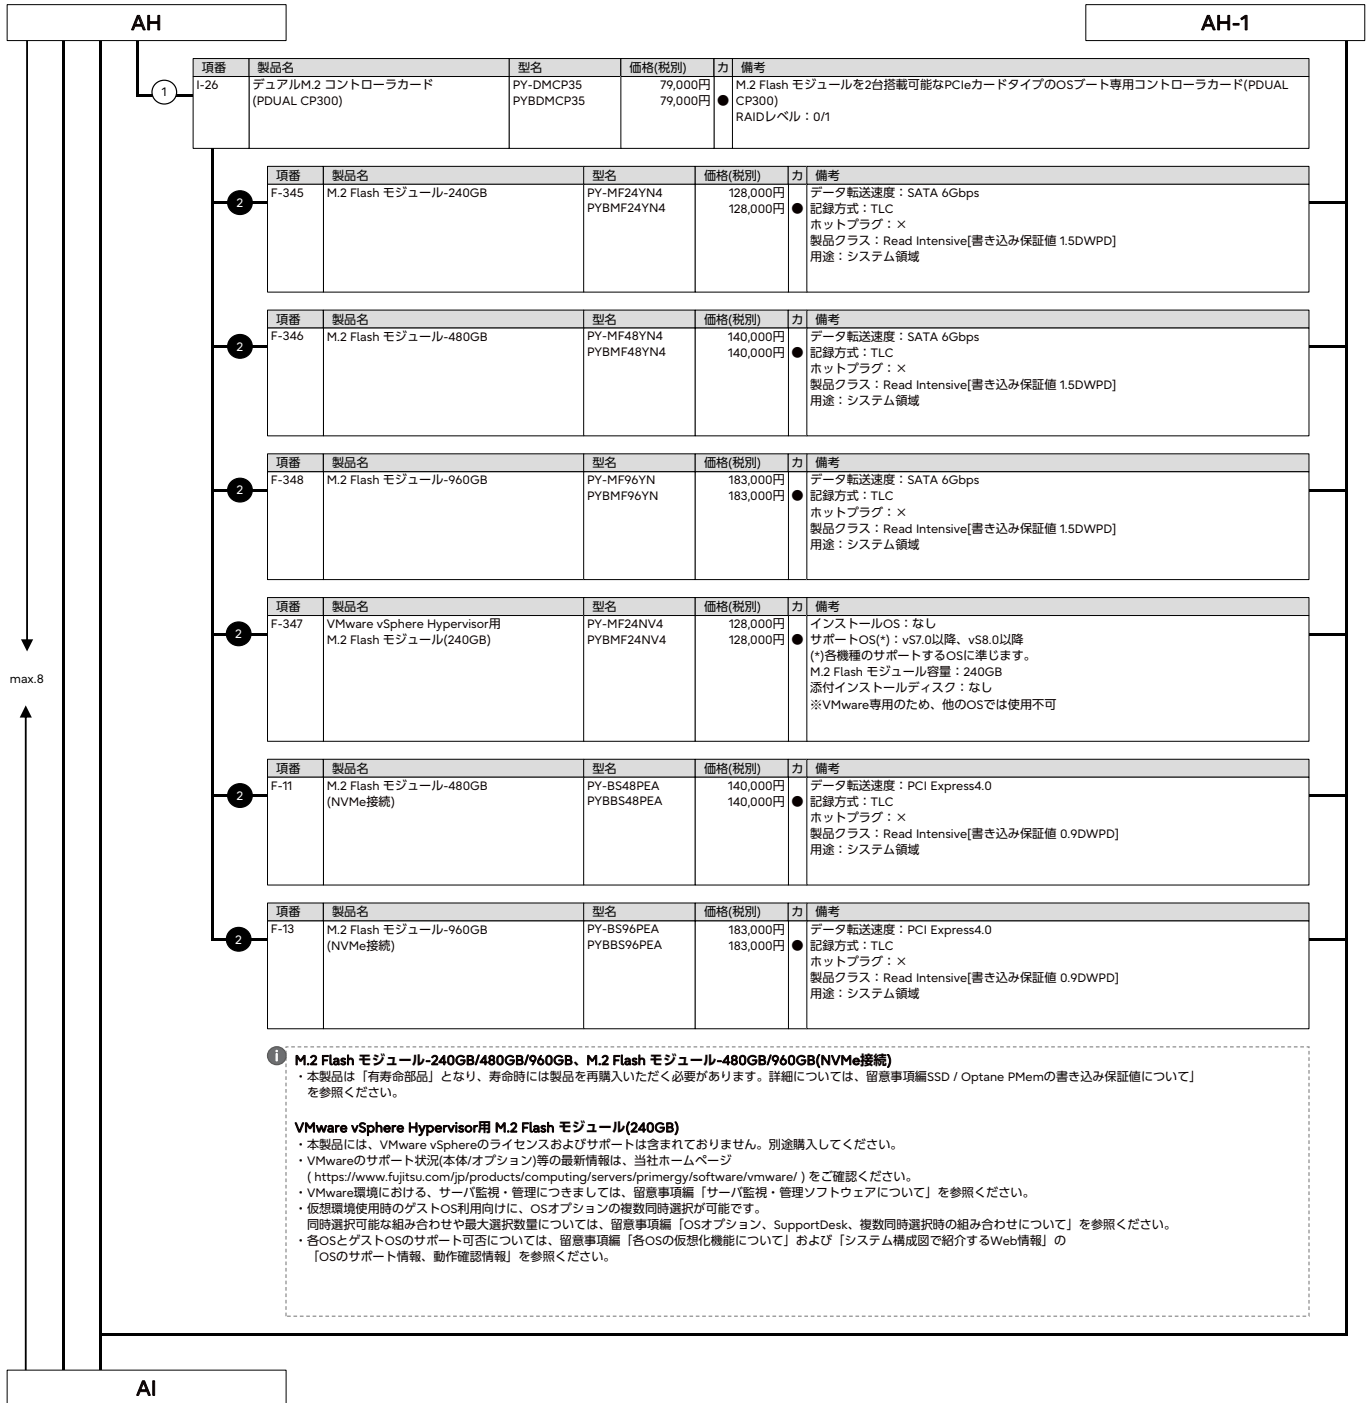 AH
AH-1
項番 製品名 型名 価格(税別) カ 備考
1
I-26 デュアルM.2 コントローラカード PY-DMCP35 79,000円 M.2 Flash モジュールを2台搭載可能なPCIeカードタイプのOSブート専用コントローラカード(PDUAL
(PDUAL CP300) PYBDMCP35 79,000円 ● CP300)
RAIDレベル：0/1
項番 製品名 型名 価格(税別) カ 備考
F-345 M.2 Flash モジュール-240GB PY-MF24YN4 128,000円 データ転送速度：SATA 6Gbps
2 PYBMF24YN4 128,000円 ● 記録方式：TLC
ホットプラグ：×
製品クラス：Read Intensive[書き込み保証値 1.5DWPD]
用途：システム領域
項番 製品名 型名 価格(税別) カ 備考
F-346 M.2 Flash モジュール-480GB PY-MF48YN4 140,000円 データ転送速度：SATA 6Gbps
2 PYBMF48YN4 140,000円 ● 記録方式：TLC
ホットプラグ：×
製品クラス：Read Intensive[書き込み保証値 1.5DWPD]
用途：システム領域
項番 製品名 型名 価格(税別) カ 備考
F-348 M.2 Flash モジュール-960GB PY-MF96YN 183,000円 データ転送速度：SATA 6Gbps
2 PYBMF96YN 183,000円 ● 記録方式：TLC
ホットプラグ：×
製品クラス：Read Intensive[書き込み保証値 1.5DWPD]
用途：システム領域
項番 製品名 型名 価格(税別) カ 備考
F-347 VMware vSphere Hypervisor用 PY-MF24NV4 128,000円 インストールOS：なし
2 M.2 Flash モジュール(240GB) PYBMF24NV4 128,000円 ● サポートOS(*)：vS7.0以降、vS8.0以降
(*)各機種のサポートするOSに準じます。
M.2 Flash モジュール容量：240GB
添付インストールディスク：なし
※VMware専用のため、他のOSでは使用不可
max.8
項番 製品名 型名 価格(税別) カ 備考
F-11 M.2 Flash モジュール-480GB PY-BS48PEA 140,000円 データ転送速度：PCI Express4.0
2 (NVMe接続) PYBBS48PEA 140,000円 ● 記録方式：TLC
ホットプラグ：×
製品クラス：Read Intensive[書き込み保証値 0.9DWPD]
用途：システム領域
項番 製品名 型名 価格(税別) カ 備考
F-13 M.2 Flash モジュール-960GB PY-BS96PEA 183,000円 データ転送速度：PCI Express4.0
2 (NVMe接続) PYBBS96PEA 183,000円 ● 記録方式：TLC
ホットプラグ：×
製品クラス：Read Intensive[書き込み保証値 0.9DWPD]
用途：システム領域
i M.2 Flash モジュール-240GB/480GB/960GB、M.2 Flash モジュール-480GB/960GB(NVMe接続)
・本製品は「有寿命部品」となり、寿命時には製品を再購入いただく必要があります。詳細については、留意事項編SSD / Optane PMemの書き込み保証値について」
を参照ください。
VMware vSphere Hypervisor用 M.2 Flash モジュール(240GB)
・本製品には、VMware vSphereのライセンスおよびサポートは含まれておりません。別途購入してください。
・VMwareのサポート状況(本体/オプション)等の最新情報は、当社ホームページ
( https://www.fujitsu.com/jp/products/computing/servers/primergy/software/vmware/ ) をご確認ください。
・VMware環境における、サーバ監視・管理につきましては、留意事項編「サーバ監視・管理ソフトウェアについて」を参照ください。
・仮想環境使用時のゲストOS利用向けに、OSオプションの複数同時選択が可能です。
同時選択可能な組み合わせや最大選択数量については、留意事項編「OSオプション、SupportDesk、複数同時選択時の組み合わせについて」を参照ください。
・各OSとゲストOSのサポート可否については、留意事項編「各OSの仮想化機能について」および「システム構成図で紹介するWeb情報」の
「OSのサポート情報、動作確認情報」を参照ください。
AI